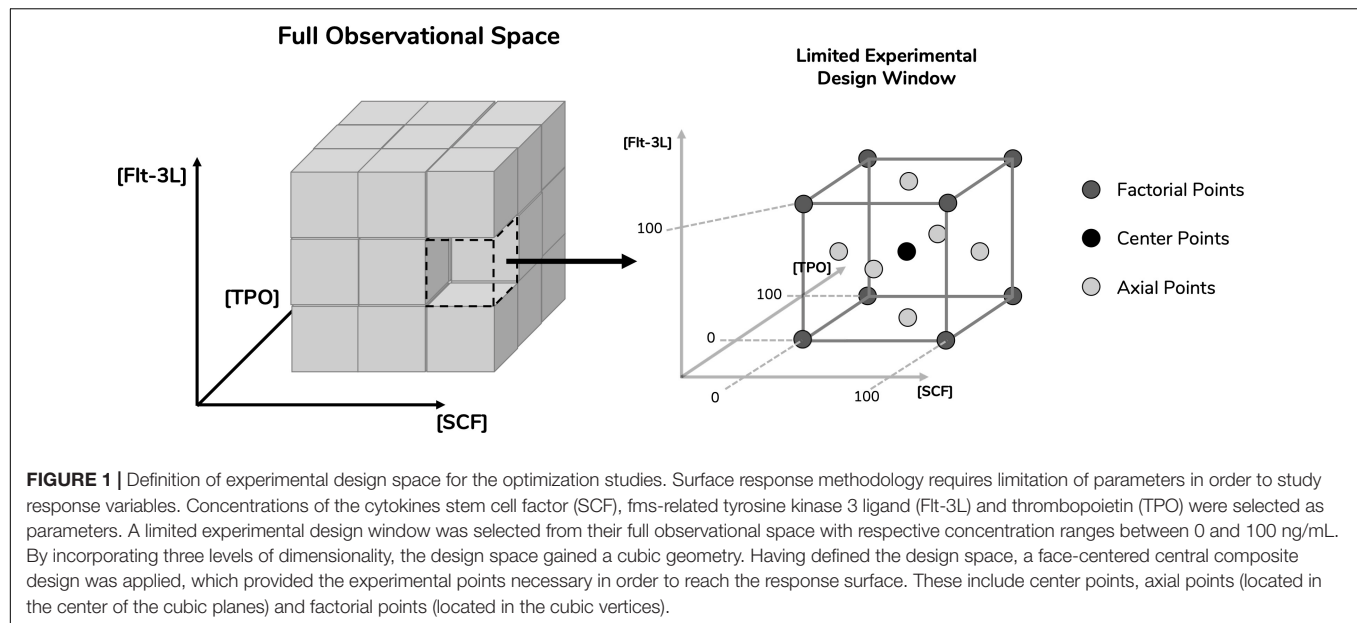 Full Observational Space
Limited Experimental
Design Window
[Flt-3L]
[TPO]
[SCF]
[Flt-3L]
100
[TPO]
100
0
0
100
[SCF]
Factorial Points
Center Points
Axial Points
FIGURE 1 | Definition of experimental design space for the optimization studies. Surface response methodology requires limitation of parameters in order to study
response variables. Concentrations of the cytokines stem cell factor (SCF), fms-related tyrosine kinase 3 ligand (Flt-3L) and thrombopoietin (TPO) were selected as
parameters. A limited experimental design window was selected from their full observational space with respective concentration ranges between 0 and 100 ng/mL.
By incorporating three levels of dimensionality, the design space gained a cubic geometry. Having defined the design space, a face-centered central composite
design was applied, which provided the experimental points necessary in order to reach the response surface. These include center points, axial points (located in
the center of the cubic planes) and factorial points (located in the cubic vertices).